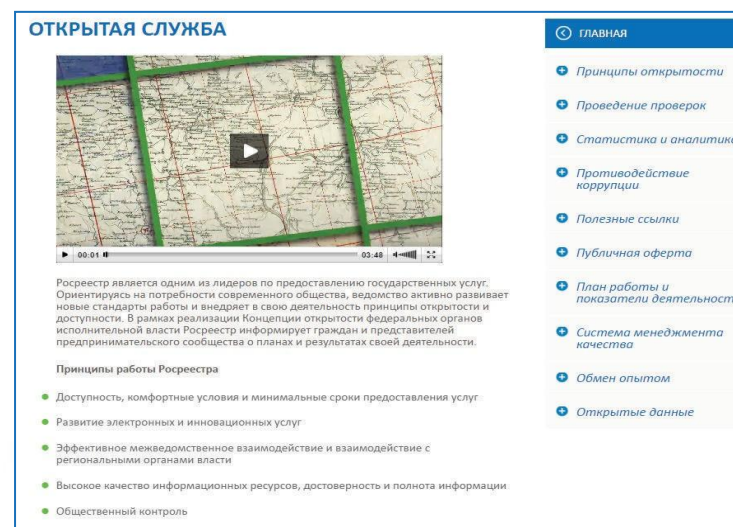 ОТКРЫТАЯ СЛУЖБА
00:01
03:48
Росреестр является одним из лидеров по предоставлению государственных услуг.
Ориентируясь на потребности современного общества, ведомство активно развивает
новые стандарты работы и внедряет в свою деятельность принципы открытости и
доступности. В рамках реализации Концепции открытости федеральных органов
исполнительной власти Росреестр информирует граждан и представителей
предпринимательского сообщества о планах и результатах своей деятельности.
Принципы работы Росреестра
Доступность, комфортные условия и минимальные сроки предоставления услуг
Развитие электронных и инновационных услуг
Эффективное межведомственное взаимодействие и взаимодействие с
региональными органами власти
Высокое качество информационных ресурсов, достоверность и полнота информации
Общественный контроль
ГЛАВНАЯ
Принципы открытости
Проведение проверок
Статистика и аналитика
Противодействие
коррупции
Полезные ссылки
Публичная оферта
План работы и
показатели деятельност
Система менеджмента
качества
Обмен опытом
Открытые данные